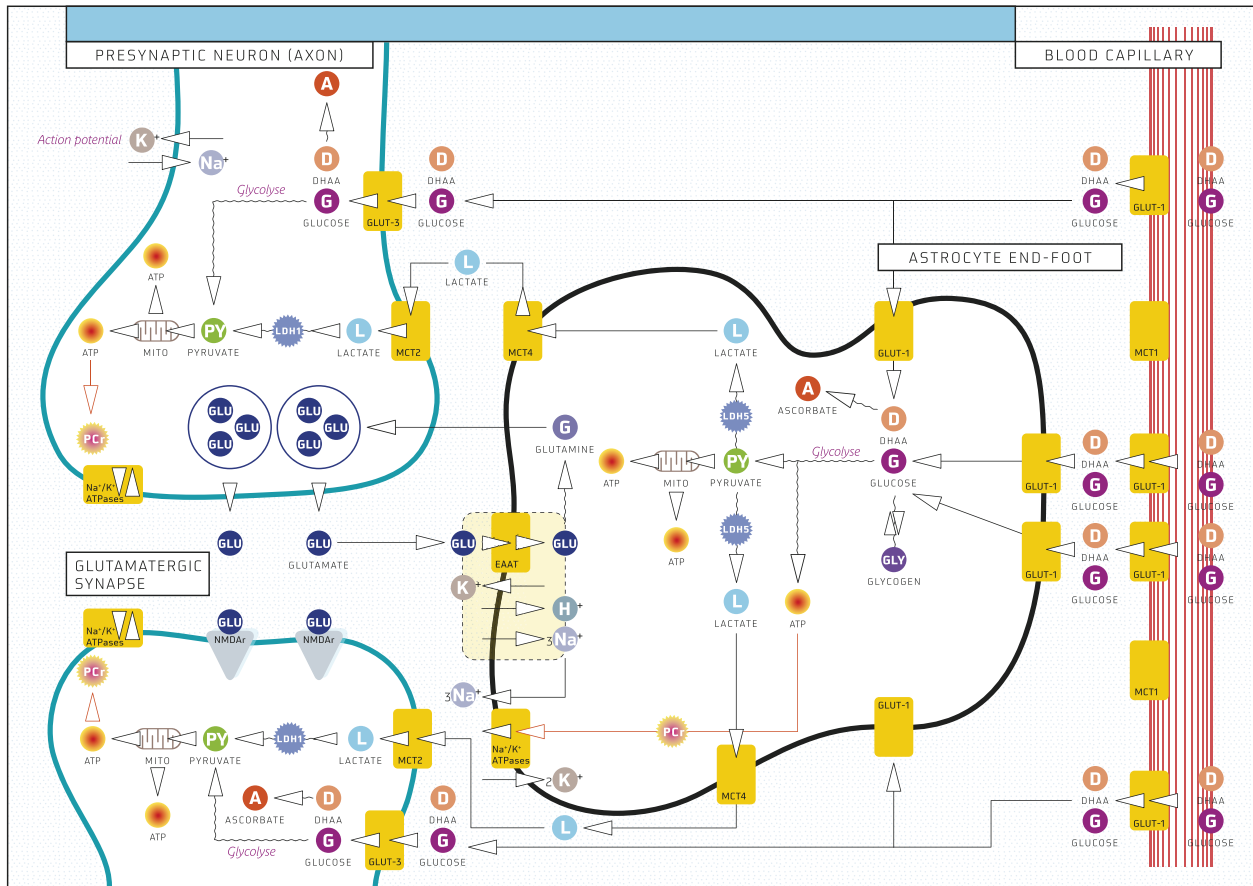 PRESYNAPTIC NEURON (AXON)
BLOOD CAPILLARY
A
Action potential
K+
Na+
D
DHAA
G
GLUCOSE
Glycolyse
GLUT-3
D
DHAA
G
GLUCOSE
D
DHAA
G
GLUCOSE
GLUT-1
D
DHAA
G
GLUCOSE
ASTROCYTE END-FOOT
ATP
ATP
MITO
PY
PYRUVATE
LDH1
L
LACTATE
MCT2
L
LACTATE
MCT4
L
LACTATE
GLUT-1
MCT1
PCr
Na+/K+
ATPases
GLU
GLU
GLU
GLU
GLU
GLU
G
GLUTAMINE
LDH5
A
ASCORBATE
D
DHAA
G
GLUCOSE
Glycolyse
PY
PYRUVATE
MITO
ATP
ATP
LDH5
L
LACTATE
GLY
GLYCOGEN
ATP
GLUT-1
D
DHAA
G
GLUCOSE
GLUT-1
D
DHAA
G
GLUCOSE
GLUT-1
D
DHAA
G
GLUCOSE
GLUT-1
D
DHAA
G
GLUCOSE
GLUTAMATERGIC
SYNAPSE
GLU
GLU
GLUTAMATE
GLU
EAAT
GLU
K+
H+
3Na+
3Na+
Na+/K+
ATPases
2K+
PCr
MCT4
GLUT-1
MCT1
Na+/K+
ATPases
GLU
NMDAr
GLU
NMDAr
PCr
ATP
MITO
ATP
PY
PYRUVATE
LDH1
L
LACTATE
MCT2
L
A
ASCORBATE
D
DHAA
G
GLUCOSE
Glycolyse
GLUT-3
D
DHAA
G
GLUCOSE
D
DHAA
G
GLUCOSE
GLUT-1
D
DHAA
G
GLUCOSE